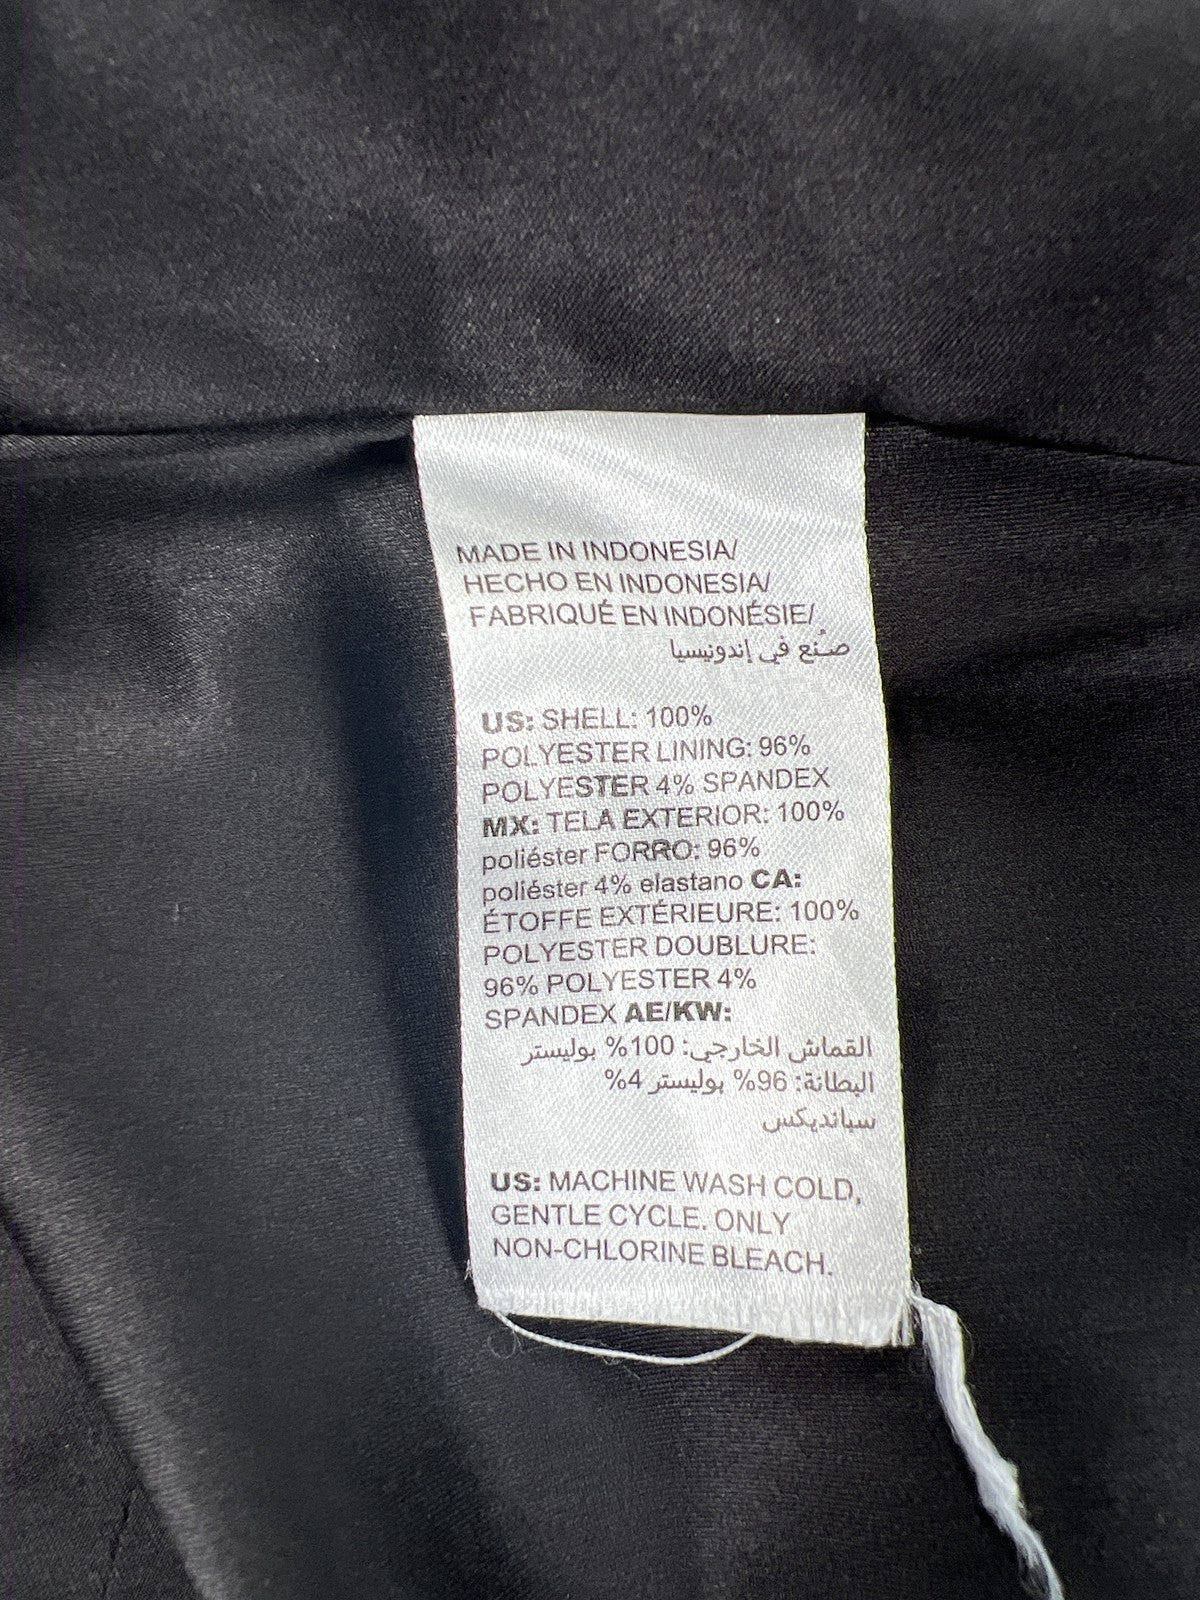 MADE IN INDONESIA/
HECHO EN INDONESIA/
FABRIQUÉ EN INDONÉSIE/
صُنع في إندونيسيا
US: SHELL: 100%
POLYESTER LINING: 96%
POLYESTER 4% SPANDEX
MX: TELA EXTERIOR: 100%
poliéster FORRO: 96%
poliéster 4% elastano CA:
ÉTOFFE EXTÉRIEURE: 100%
POLYESTER DOUBLURE:
96% POLYESTER 4%
SPANDEX AE/KW:
القماش الخارجي: 100% بوليستر
البطانة: 96% بوليستر 4%
سبانديكس
US: MACHINE WASH COLD,
GENTLE CYCLE. ONLY
NON-CHLORINE BLEACH.